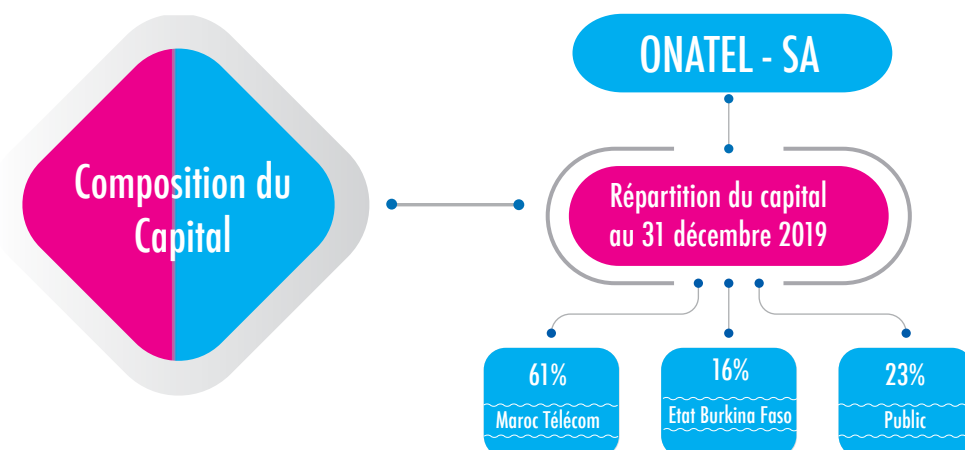 Composition du
Capital
ONATEL - SA
Répartition du capital
au 31 décembre 2019
61%
Maroc Télécom
16%
Etat Burkina Faso
23%
Public